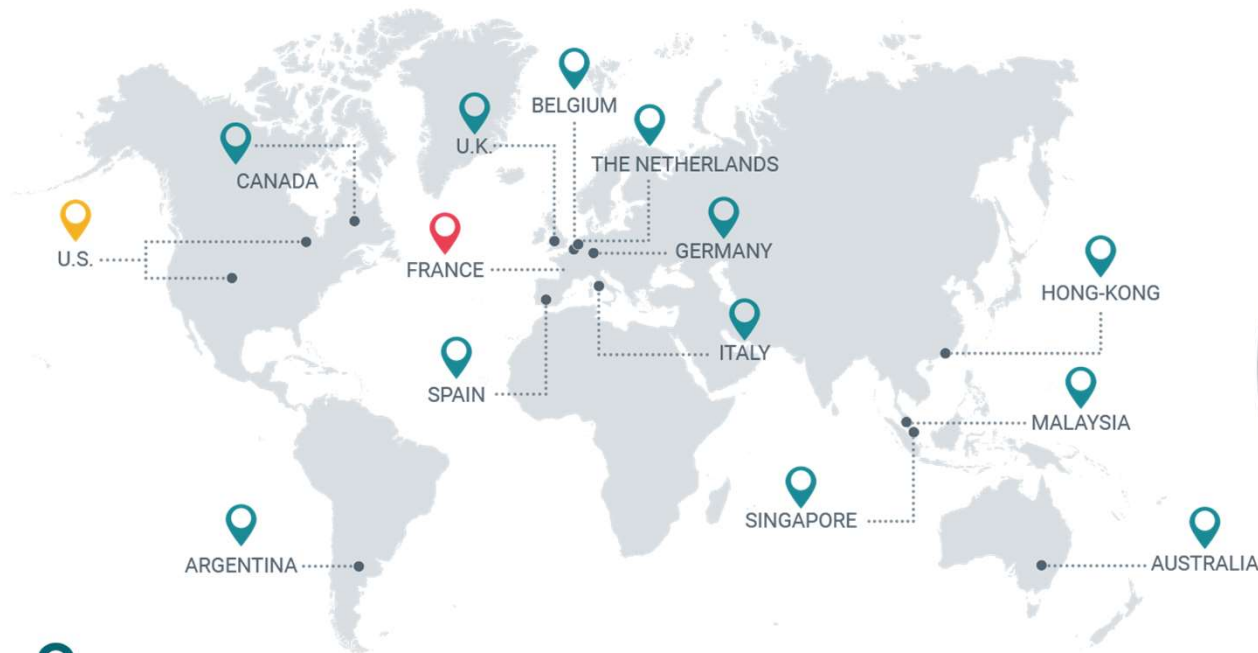 BELGIUM
U.K.
THE NETHERLANDS
CANADA
U.S.
FRANCE
GERMANY
HONG-KONG
ITALY
SPAIN
MALAYSIA
SINGAPORE
ARGENTINA
AUSTRALIA